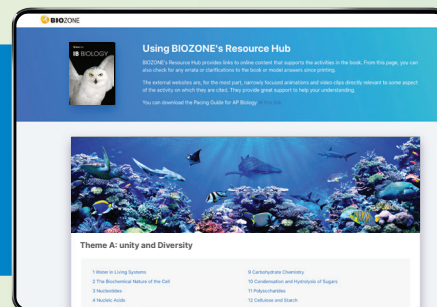 BIOZONE
IB BIOLOGY
Using BIOZONE's Resource Hub
BIOZONE's Resource Hub provides links to online content that supports the activities in the book. From this page, you can
also check for any errata or clarifications to the book or model answers since printing.
The external websites are, for the most part, narrowly focused animations and video clips directly relevant to some aspect
of the activity on which they are cited. They provide great support to help your understanding.
You can download the Pacing Guide for AP Biology
Theme A: unity and Diversity
1 Water in Living Systems
2 The Biochemical Nature of the Cell
3 Nucleotides
4 Nucleic Acids
9 Carbohydrate Chemistry
10 Condensation and Hydrolysis of Sugars
11 Polysaccharides
12 Cellulose and Starch